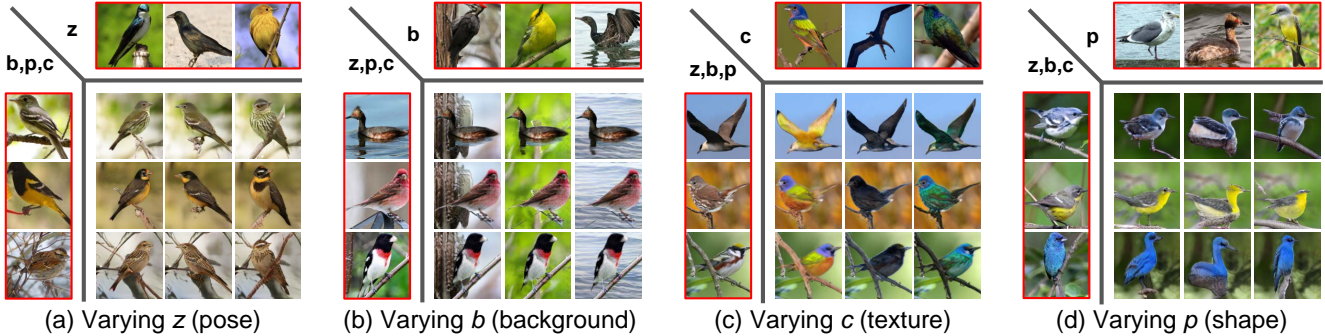 z
b,p,c
(a) Varying z (pose)
b
z,p,c
(b) Varying b (background)
c
z,b,p
(c) Varying c (texture)
p
z,b,c
(d) Varying p (shape)